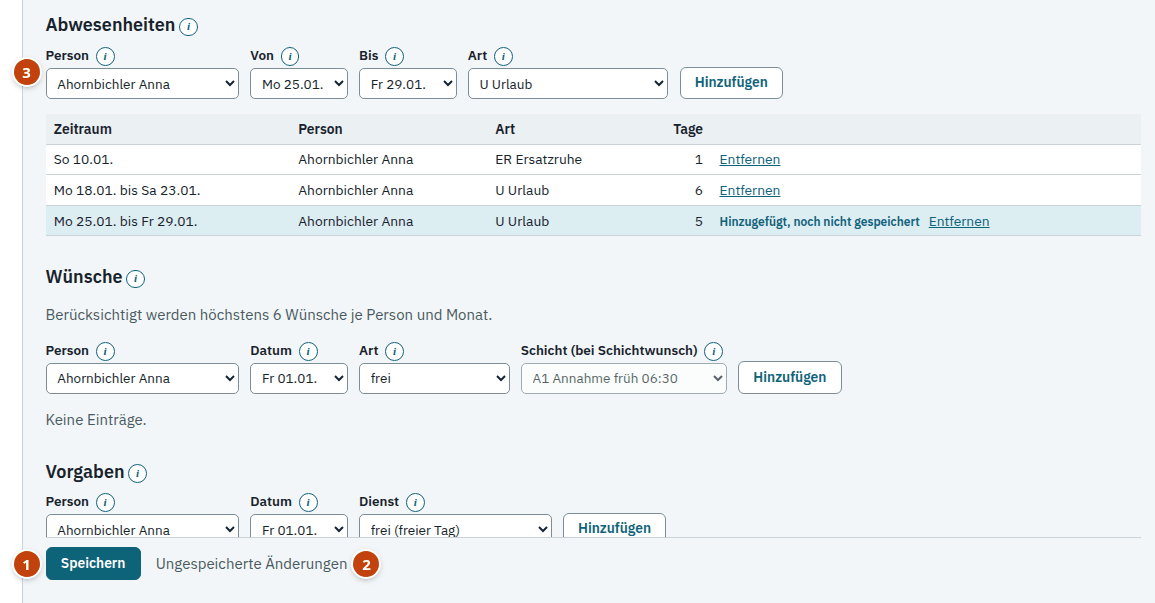 Abwesenheiten i
Person i Von i Bis i Art i
3 Ahornbichler Anna Mo 25.01. Fr 29.01. U Urlaub Hinzufügen
Zeitraum Person Art Tage
So 10.01. Ahornbichler Anna ER Ersatzruhe 1 Entfernen
Mo 18.01. bis Sa 23.01. Ahornbichler Anna U Urlaub 6 Entfernen
Mo 25.01. bis Fr 29.01. Ahornbichler Anna U Urlaub 5 Hinzugefügt, noch nicht gespeichert Entfernen
Wünsche i
Berücksichtigt werden höchstens 6 Wünsche je Person und Monat.
Person i Datum i Art i Schicht (bei Schichtwunsch) i
Ahornbichler Anna Fr 01.01. frei A1 Annahme früh 06:30 Hinzufügen
Keine Einträge.
Vorgaben i
Person i Datum i Dienst i
Ahornbichler Anna Fr 01.01. frei (freier Tag) Hinzufügen
1 Speichern Ungespeicherte Änderungen 2